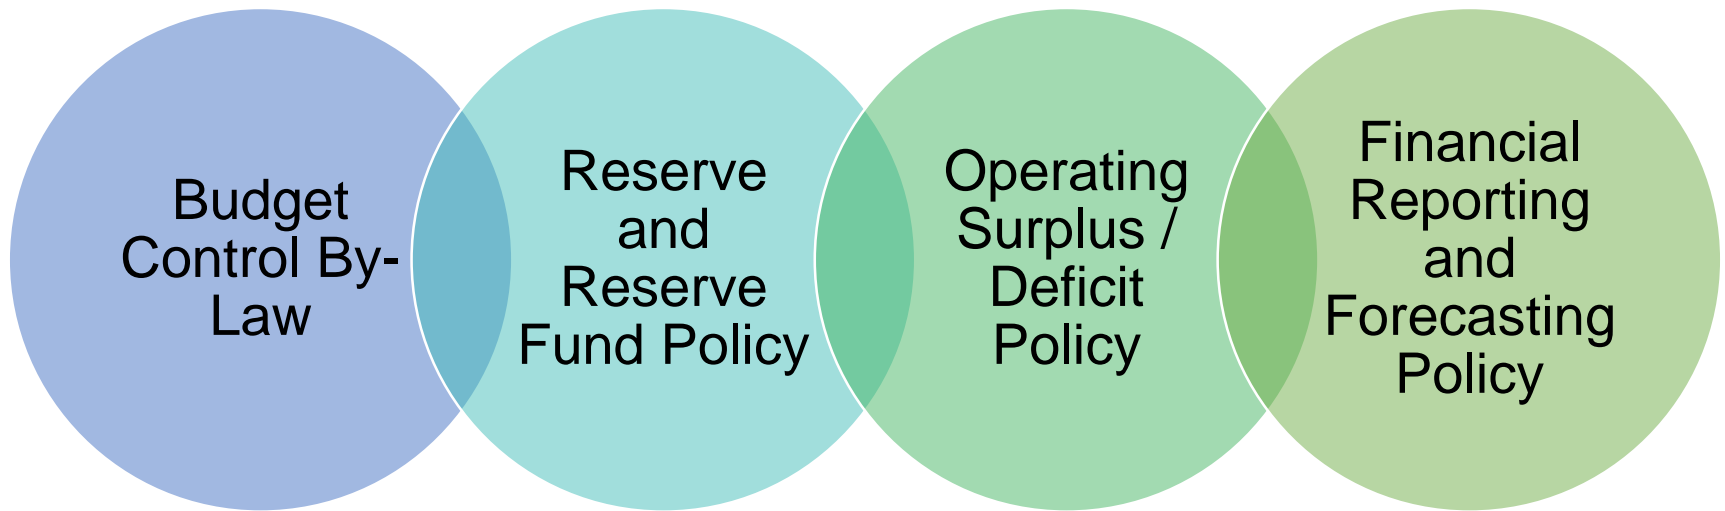 Budget
Control By-
Law
Reserve
and
Reserve
Fund Policy
Operating
Surplus /
Deficit
Policy
Financial
Reporting
and
Forecasting
Policy